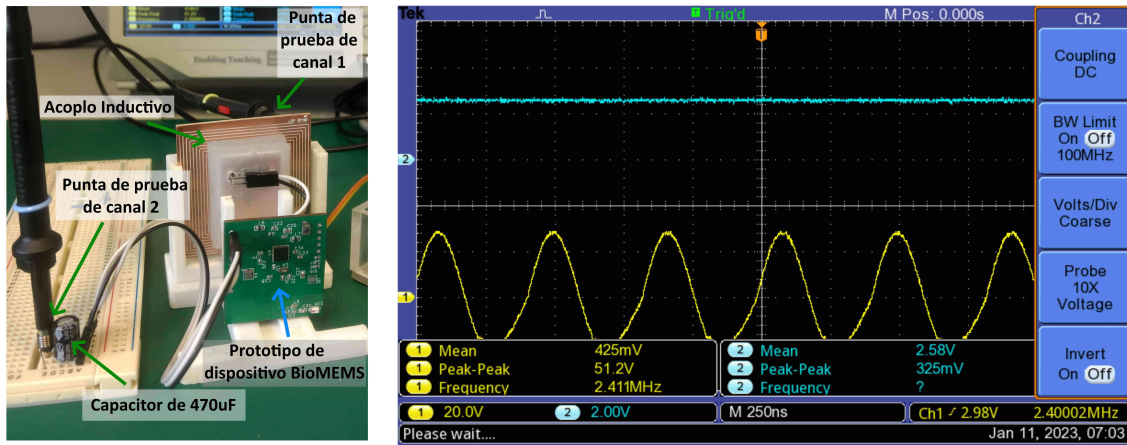 Punta de
prueba de
canal 1
Enabling Teaching
Acoplo Inductivo
Punta de prueba
de canal 2
Prototipo de
dispositivo BioMEMS
Capacitor de 470uF
Tek
T Trig'd
M Pos: 0.000s
T
2
1
Ch2
Coupling
DC
BW Limit
On Off
100MHz
Volts/Div
Coarse
Probe
10X
Voltage
Invert
On Off
1 Mean 425mV
1 Peak-Peak 51.2V
1 Frequency 2.411MHz
2 Mean 2.58V
2 Peak-Peak 325mV
2 Frequency ?
1 20.0V 2 2.00V M 250ns Ch1 2.98V 2.40002MHz
Please wait.... Jan 11, 2023, 07:03